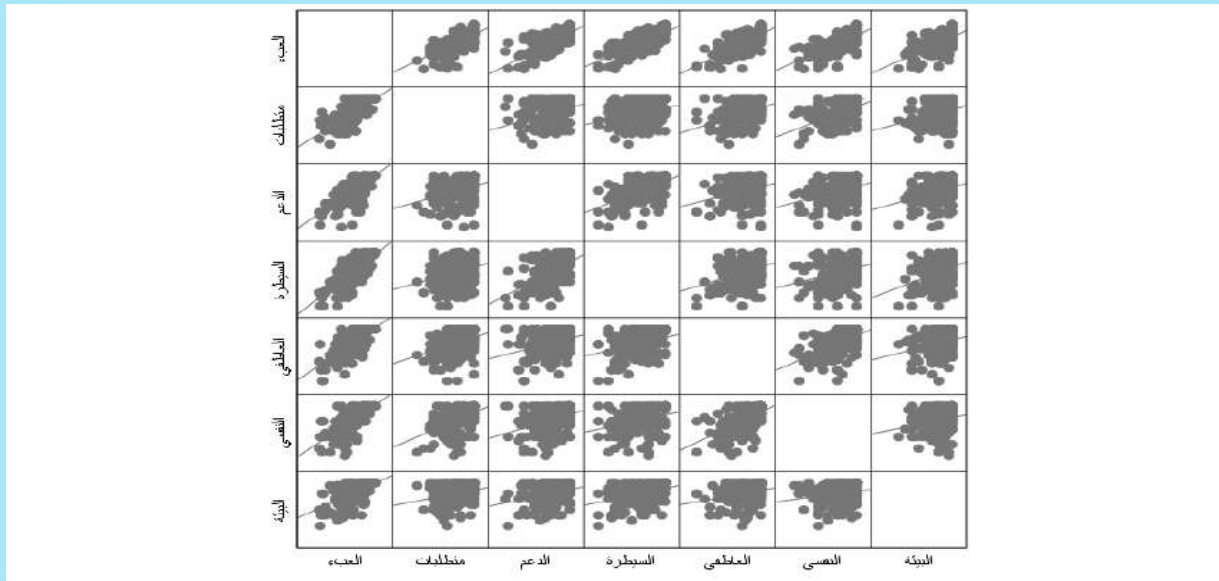 العبء
متطلبات
الدعم
السيطرة
العاطفي
النفسي
البيئة
العبء
متطلبات
الدعم
السيطرة
العاطفي
النفسي
البيئة